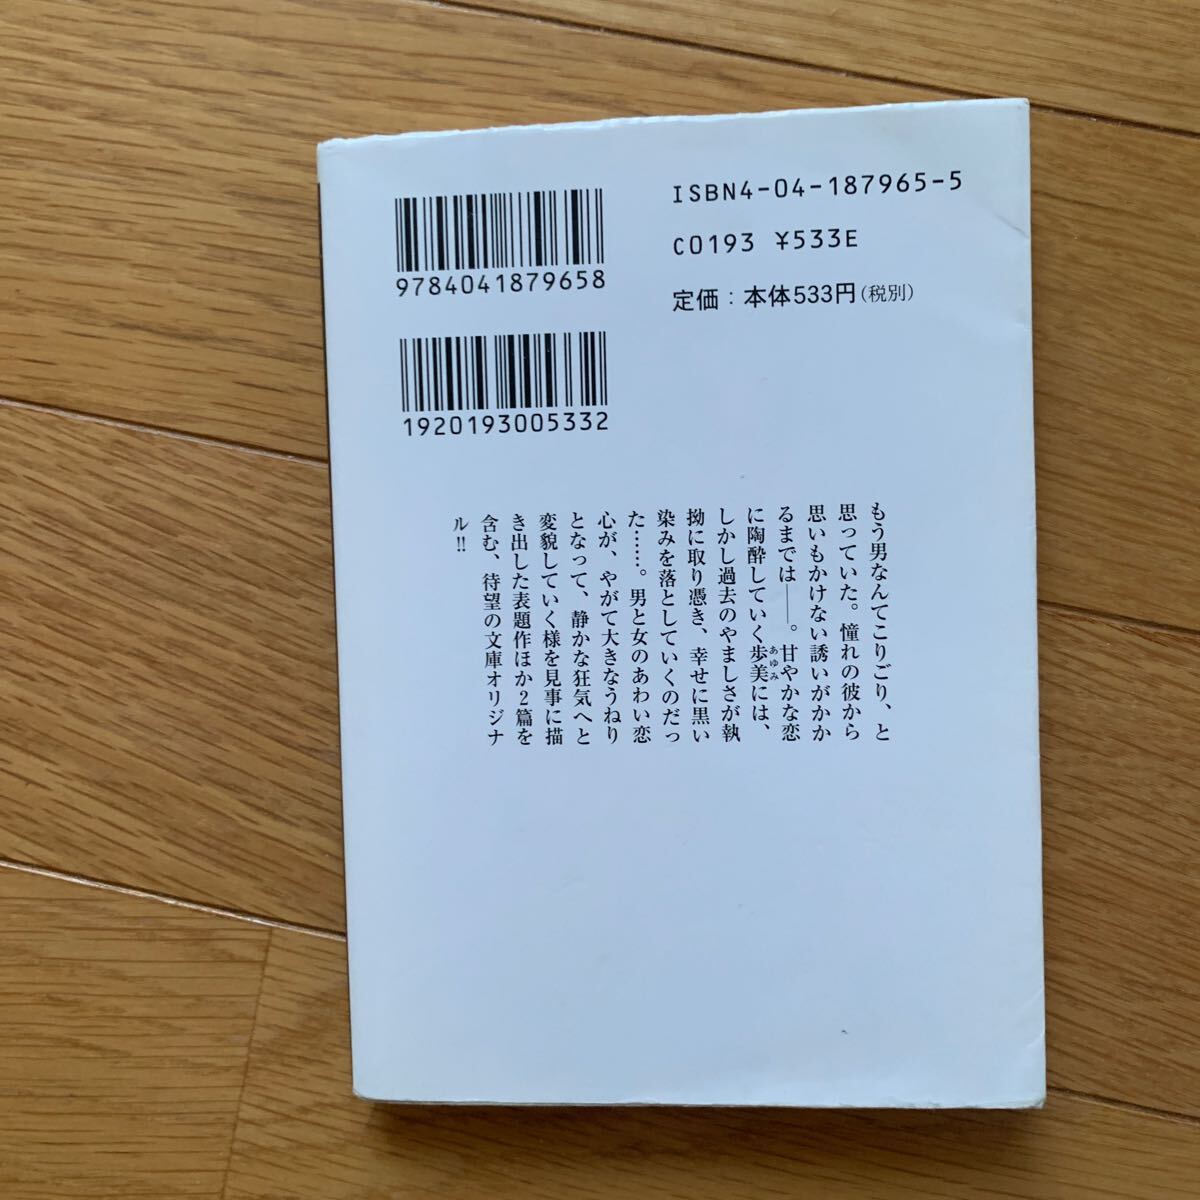 ISBN4-04-187965-5
C0193 ¥533E
定価：本体533円（税別）
9784041879658
1920193005332
もう男なんてこりごり、と
思っていた。憧れの彼から
思いもかけない誘いがかか
るまでは――。甘やかな恋
に陶酔していく歩美には、
あゆみ
しかし過去のやましさが執
拗に取り憑き、幸せに黒い
染みを落としていくのだっ
た……。男と女のあわい恋
心が、やがて大きなうねり
となって、静かな狂気へと
変貌していく様を見事に描
き出した表題作ほか2篇を
含む、待望の文庫オリジナ
ル!!